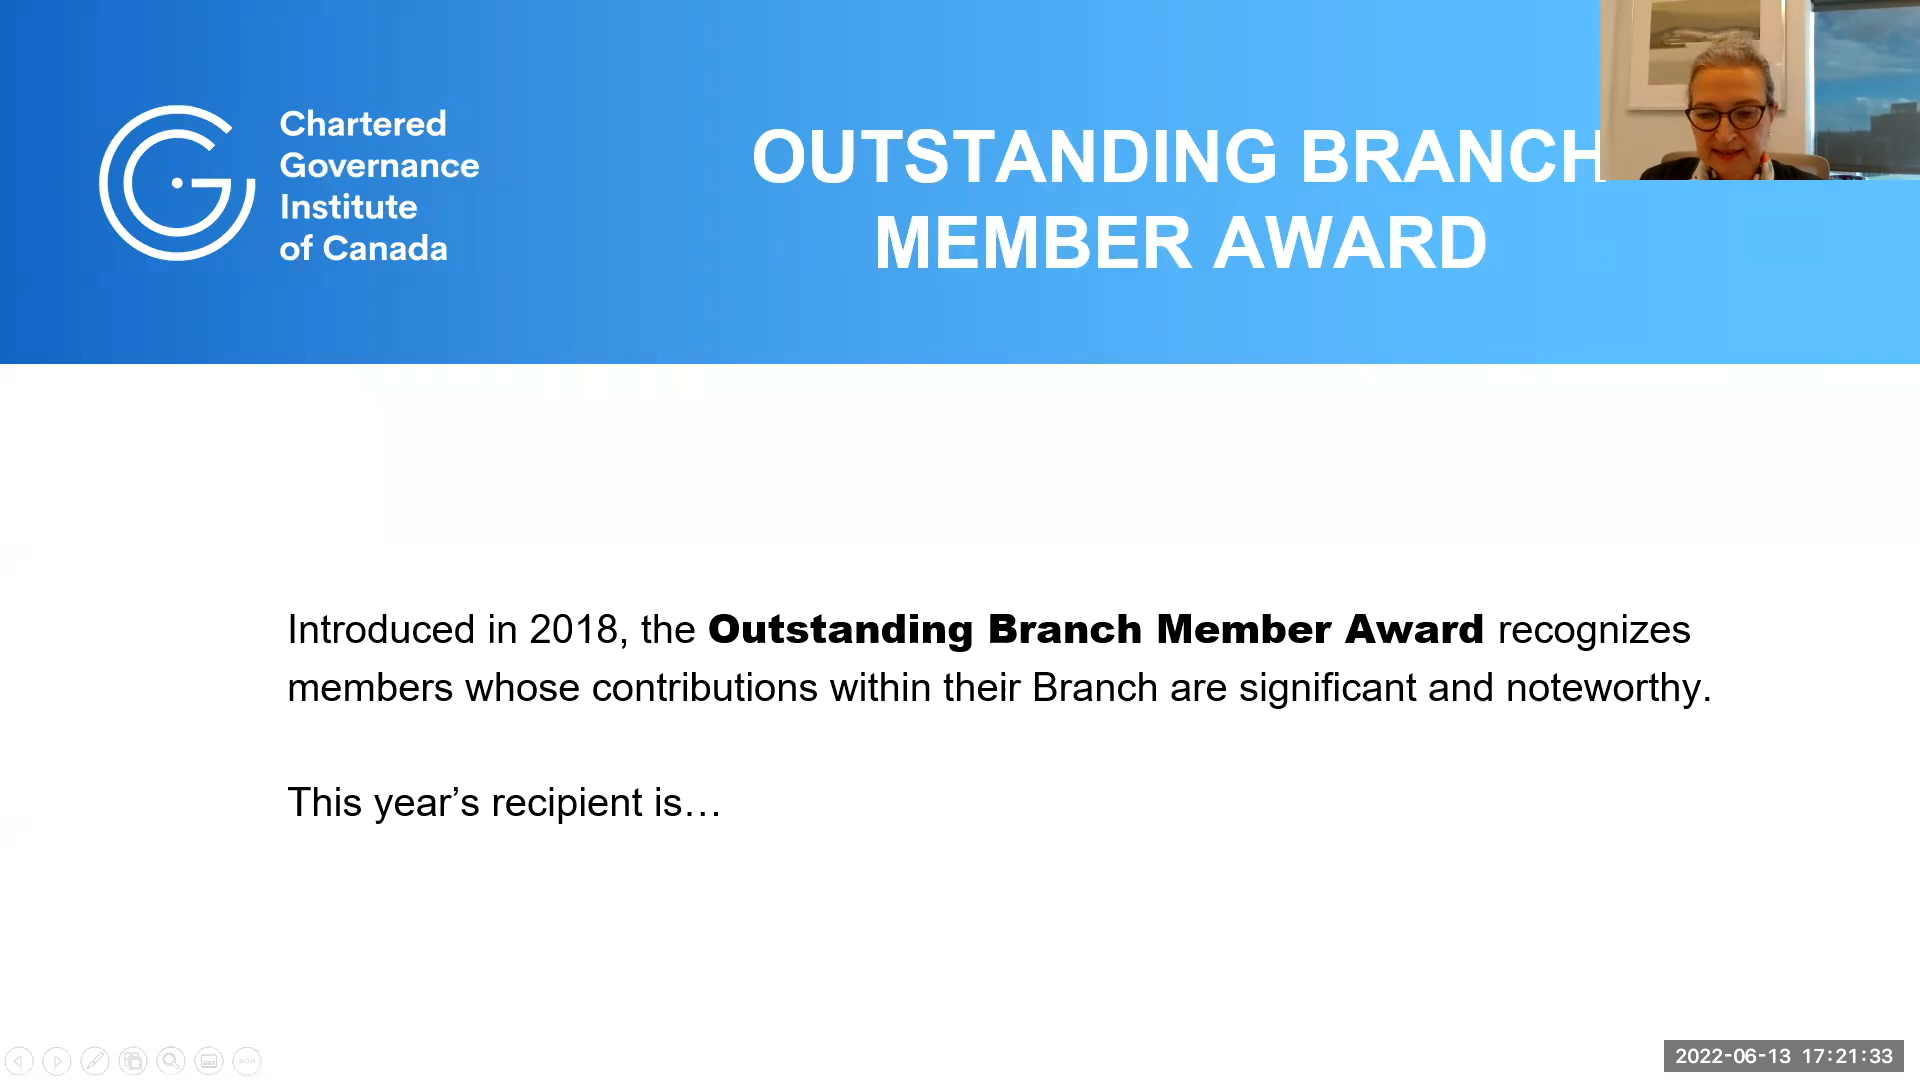 Chartered
Governance
Institute
of Canada
OUTSTANDING BRANCH
MEMBER AWARD
Introduced in 2018, the Outstanding Branch Member Award recognizes
members whose contributions within their Branch are significant and noteworthy.
This year’s recipient is…
2022-06-13 17:21:33